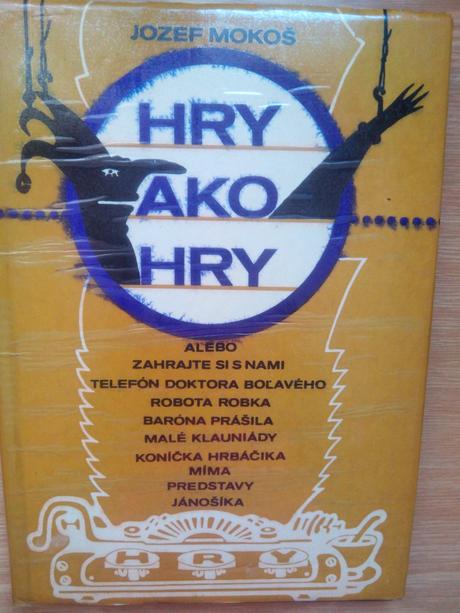 JOZEF MOKOŠ
HRY
AKO
HRY
ALEBO
ZAHRAJTE SI S NAMI
TELEFÓN DOKTORA BOĽAVÉHO
ROBOTA ROBKA
BARÓNA PRÁŠILA
MALÉ KLAUNIÁDY
KONÍČKA HRBÁČIKA
MÍMA
PREDSTAVY
JÁNOŠÍKA
HRY